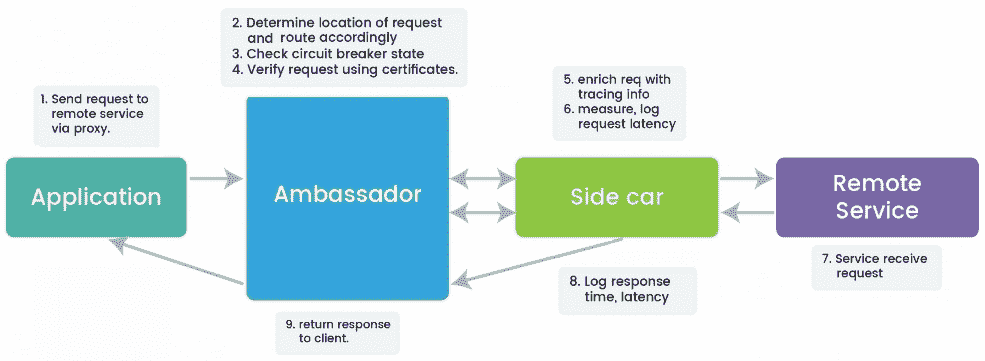 2. Determine location of request
and route accordingly
3. Check circuit breaker state
4. Verify request using certificates.
1. Send request to
remote service
via proxy.
5. enrich req with
tracing info
6. measure, log
request latency
Application
Ambassador
Side car
Remote
Service
7. Service receive
request
8. Log response
time, latency
9. return response
to client.